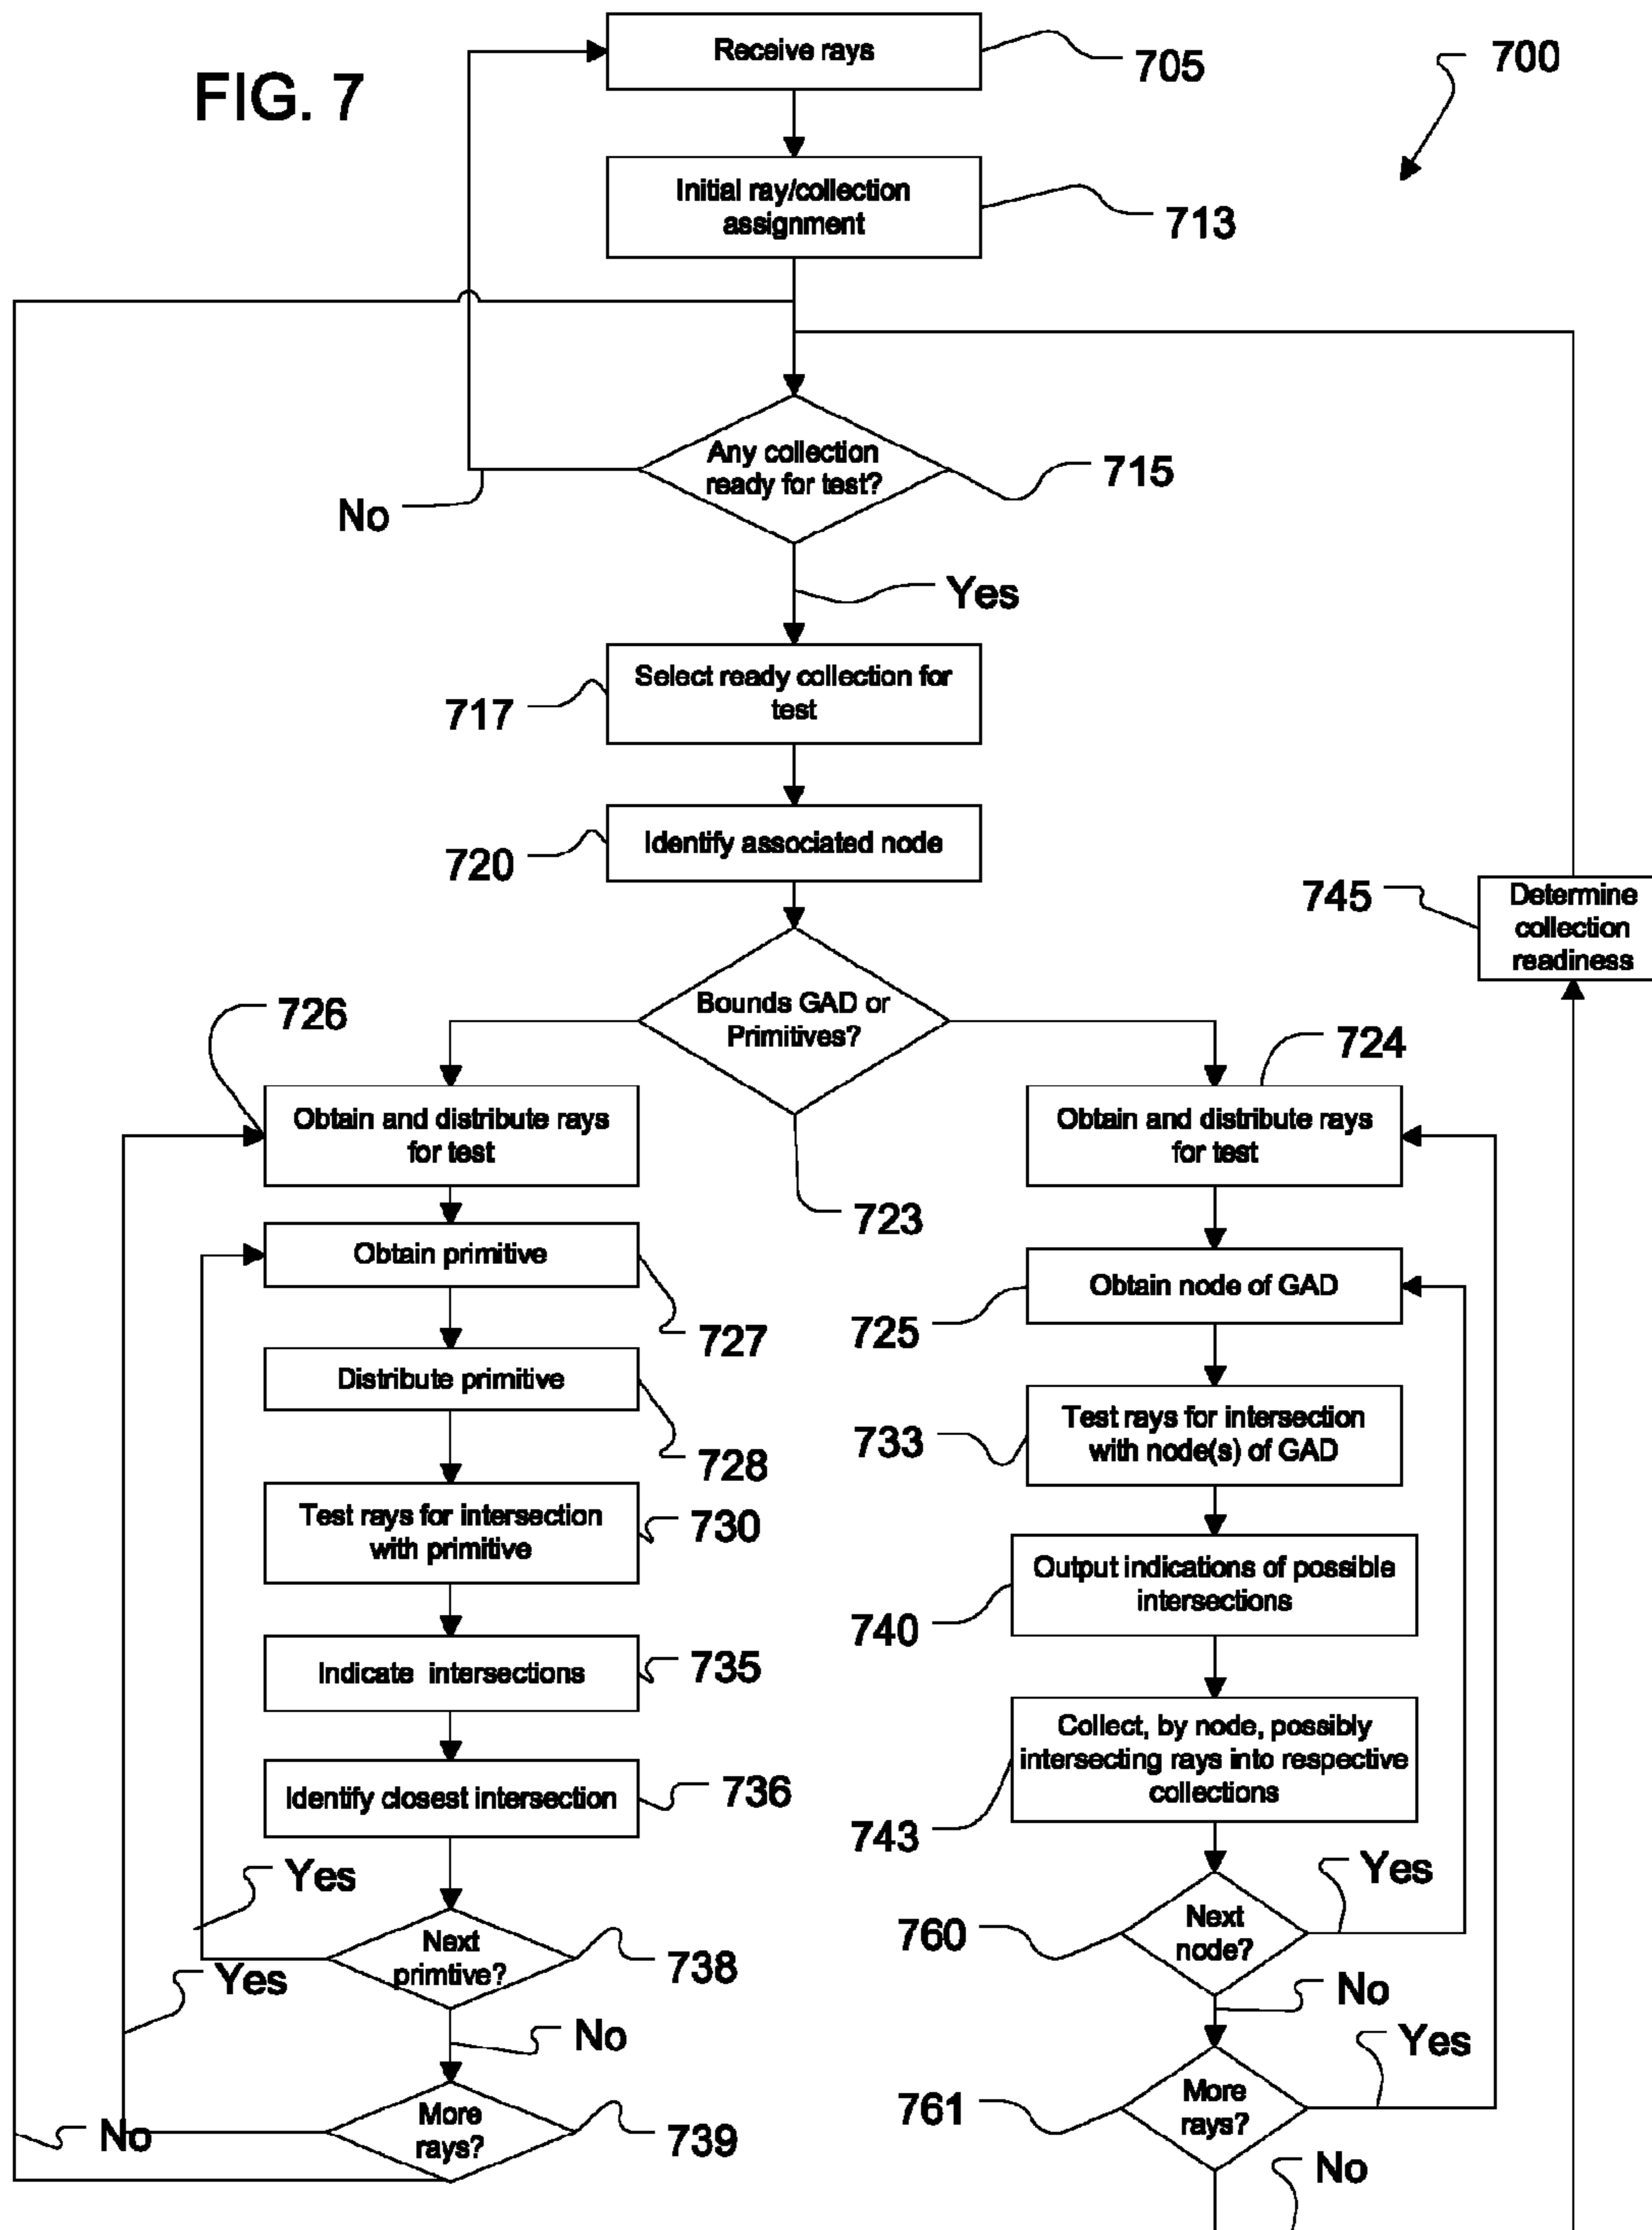 FIG. 7
700
Receive rays
705
Initial ray/collection
assignment
713
Any collection
ready for test?
715
No
Yes
Select ready collection for
test
717
Identify associated node
720
745
Determine
collection
readiness
Bounds GAD or
Primitives?
723
726
724
Obtain and distribute rays
for test
Obtain and distribute rays
for test
Obtain primitive
727
Obtain node of GAD
725
Distribute primitive
728
Test rays for intersection
with node(s) of GAD
733
Test rays for intersection
with primitive
730
Output indications of possible
intersections
740
Indicate intersections
735
Collect, by node, possibly
intersecting rays into respective
collections
743
Identify closest intersection
736
Yes
Next
primtive?
738
Yes
No
Next
node?
760
Yes
No
More
rays?
739
No
More
rays?
761
Yes
No